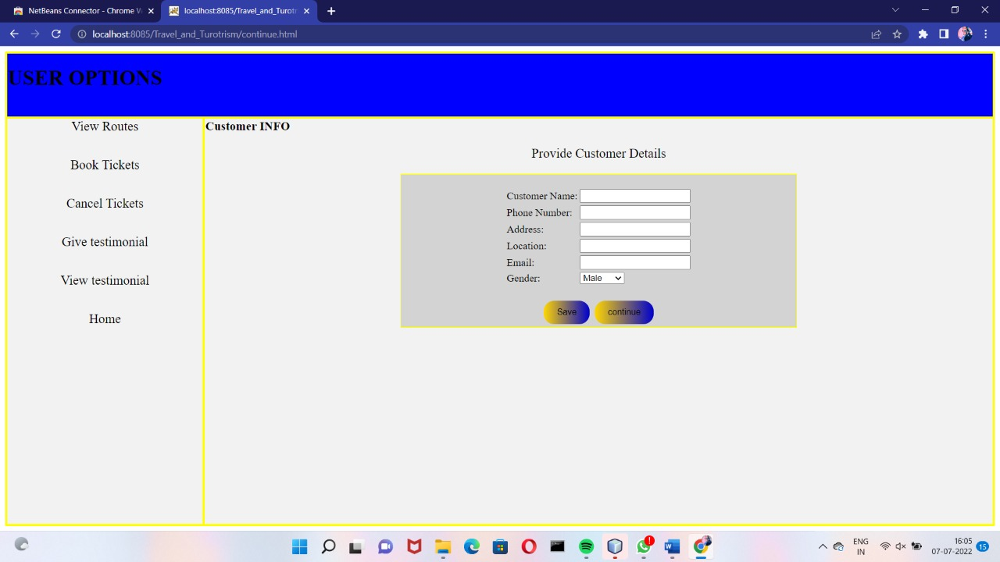 NetBeans Connector - Chrome W
localhost:8085/Travel_and_Turotri
localhost:8085/Travel_and_Turotrism/continue.html
USER OPTIONS
View Routes
Book Tickets
Cancel Tickets
Give testimonial
View testimonial
Home
Customer INFO
Provide Customer Details
Customer Name:
Phone Number:
Address:
Location:
Email:
Gender: Male
Save continue
ENG
IN
16:05
07-07-2022
15